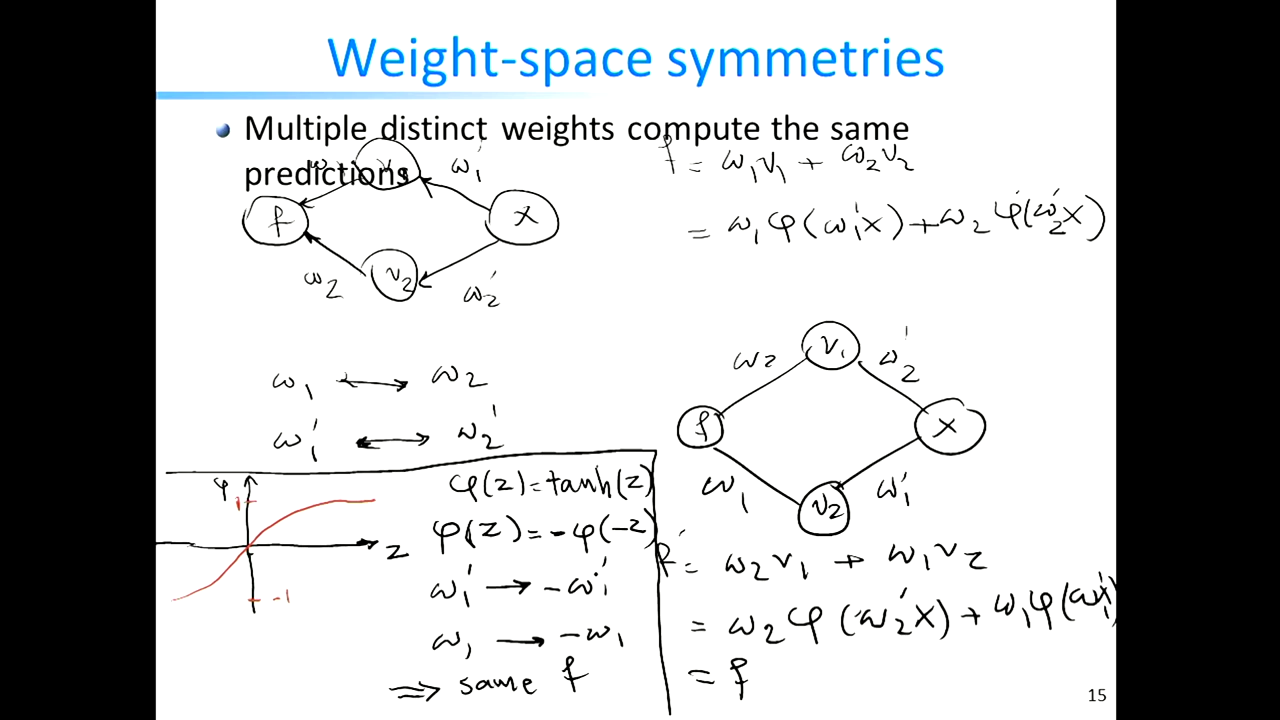 Weight-space symmetries
Multiple distinct weights compute the same
predictions
f = ω₁v₁ + ω₂v₂
= ω₁φ(ω₁'x) + ω₂φ(ω₂'x)
ω₁'
f
x
ω₂
v₂
ω₂'
ω₁ ↔ ω₂
ω₁' ↔ ω₂'
ω₂
v₁
ω₂'
f
x
ω₁
v₂
ω₁'
φ
1
z
-1
φ(z) = tanh(z)
φ(z) = -φ(-z)
ω₁' → -ω₁'
ω₁ → -ω₁
⇒ same f
f' = ω₂v₁ + ω₁v₂
= ω₂φ(ω₂'x) + ω₁φ(ω₁'x)
= f
15